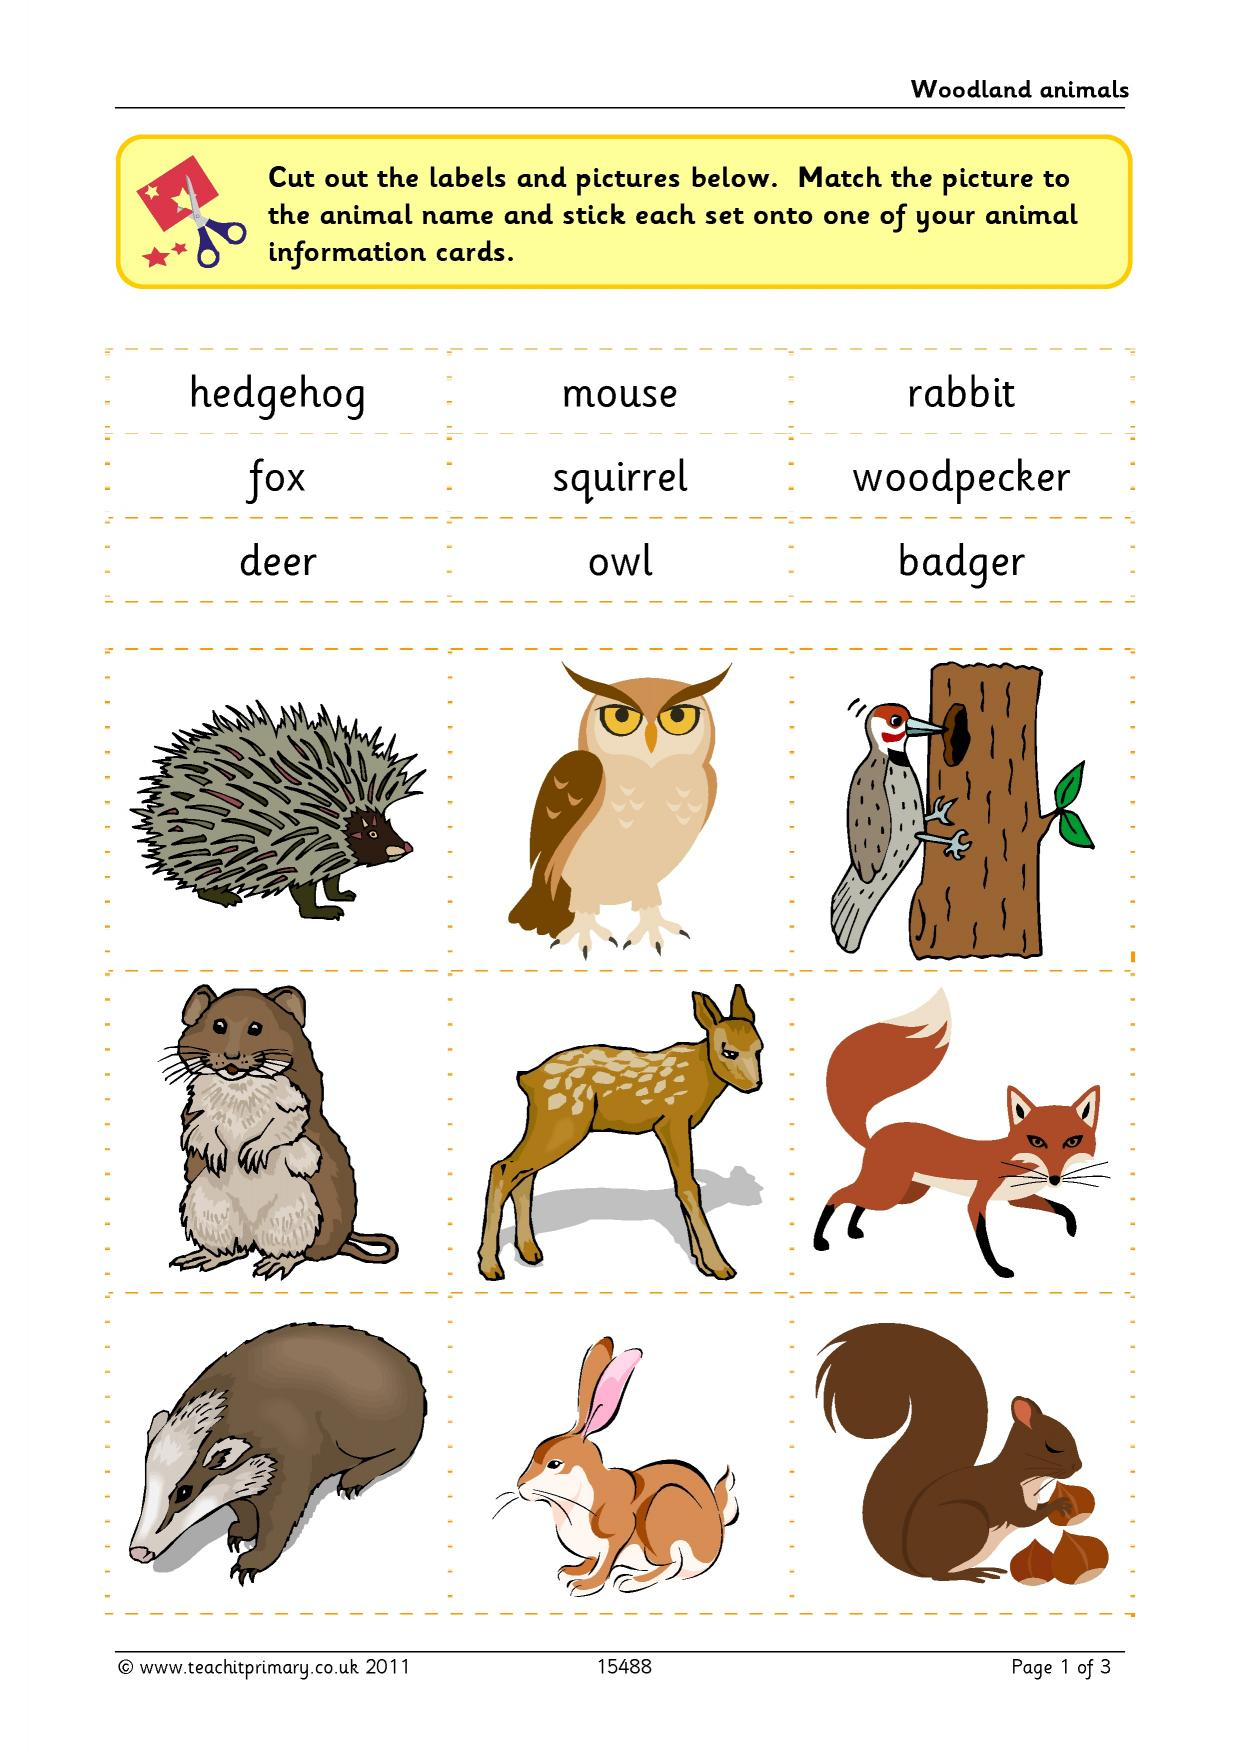 Woodland animals
Cut out the labels and pictures below.  Match the picture to
the animal name and stick each set onto one of your animal
information cards.
hedgehog mouse rabbit
fox squirrel woodpecker
deer owl badger
© www.teachitprimary.co.uk 2011 15488 Page 1 of 3